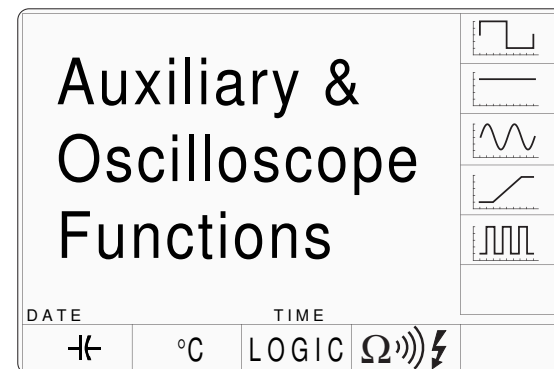 Auxiliary &
Oscilloscope
Functions
DATE TIME
°C LOGIC Ω